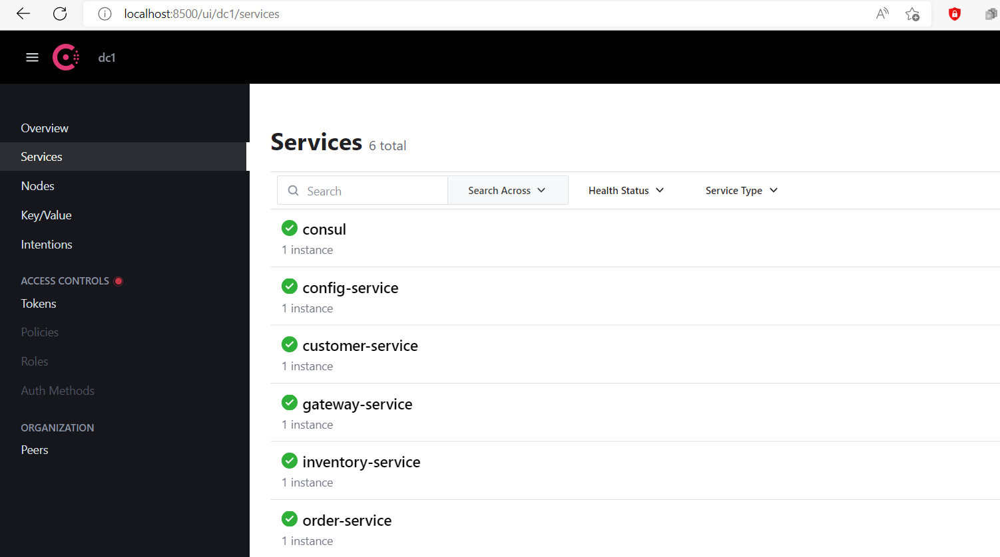 localhost:8500/ui/dc1/services
dc1
Overview
Services
Nodes
Key/Value
Intentions
ACCESS CONTROLS
Tokens
Policies
Roles
Auth Methods
ORGANIZATION
Peers
Services 6 total
Search
Search Across
Health Status
Service Type
consul
1 instance
config-service
1 instance
customer-service
1 instance
gateway-service
1 instance
inventory-service
1 instance
order-service
1 instance